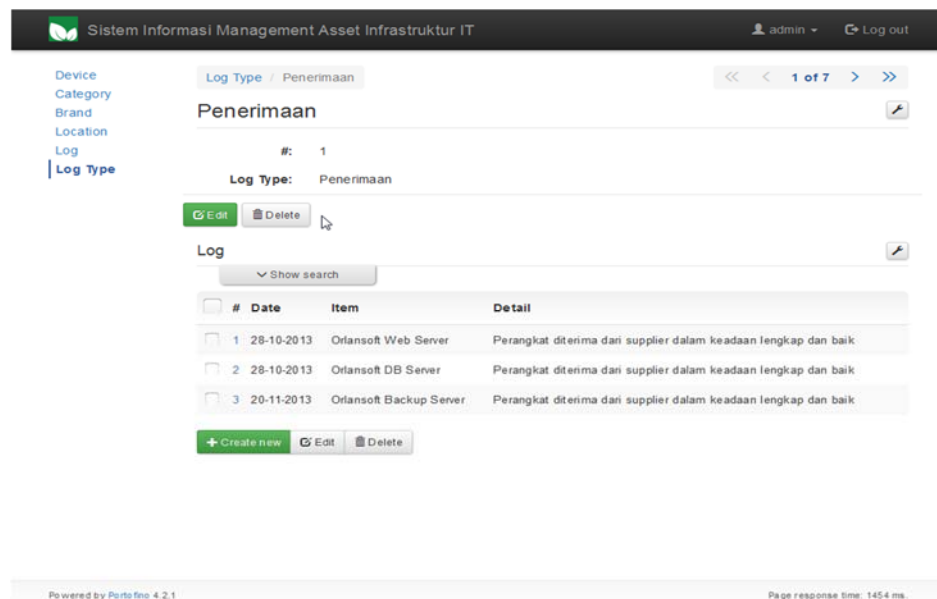 Sistem Informasi Management Asset Infrastruktur IT admin Log out
Device
Category
Brand
Location
Log
Log Type
Log Type / Penerimaan
<< < 1 of 7 > >>
Penerimaan
#: 1
Log Type: Penerimaan
Edit Delete
Log
Show search
# Date Item Detail
1 28-10-2013 Orlansoft Web Server Perangkat diterima dari supplier dalam keadaan lengkap dan baik
2 28-10-2013 Orlansoft DB Server Perangkat diterima dari supplier dalam keadaan lengkap dan baik
3 20-11-2013 Orlansoft Backup Server Perangkat diterima dari supplier dalam keadaan lengkap dan baik
+ Create new Edit Delete
Powered by Portofino 4.2.1 Page response time: 1454 ms.